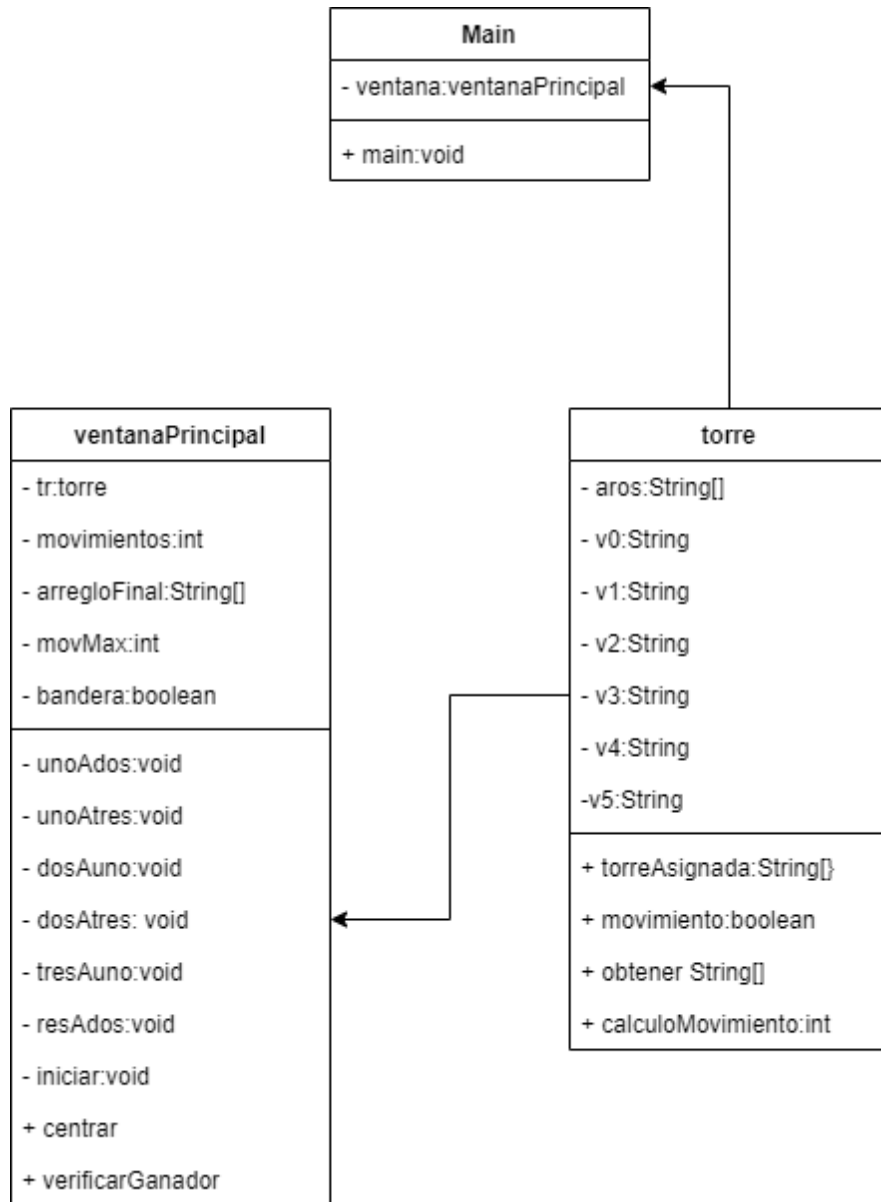 Main
- ventana:ventanaPrincipal
+ main:void
ventanaPrincipal
- tr:torre
- movimientos:int
- arregloFinal:String[]
- movMax:int
- bandera:boolean
- unoAdos:void
- unoAtres:void
- dosAuno:void
- dosAtres: void
- tresAuno:void
- resAdos:void
- iniciar:void
+ centrar
+ verificarGanador
torre
- aros:String[]
- v0:String
- v1:String
- v2:String
- v3:String
- v4:String
-v5:String
+ torreAsignada:String[}
+ movimiento:boolean
+ obtener String[]
+ calculoMovimiento:int